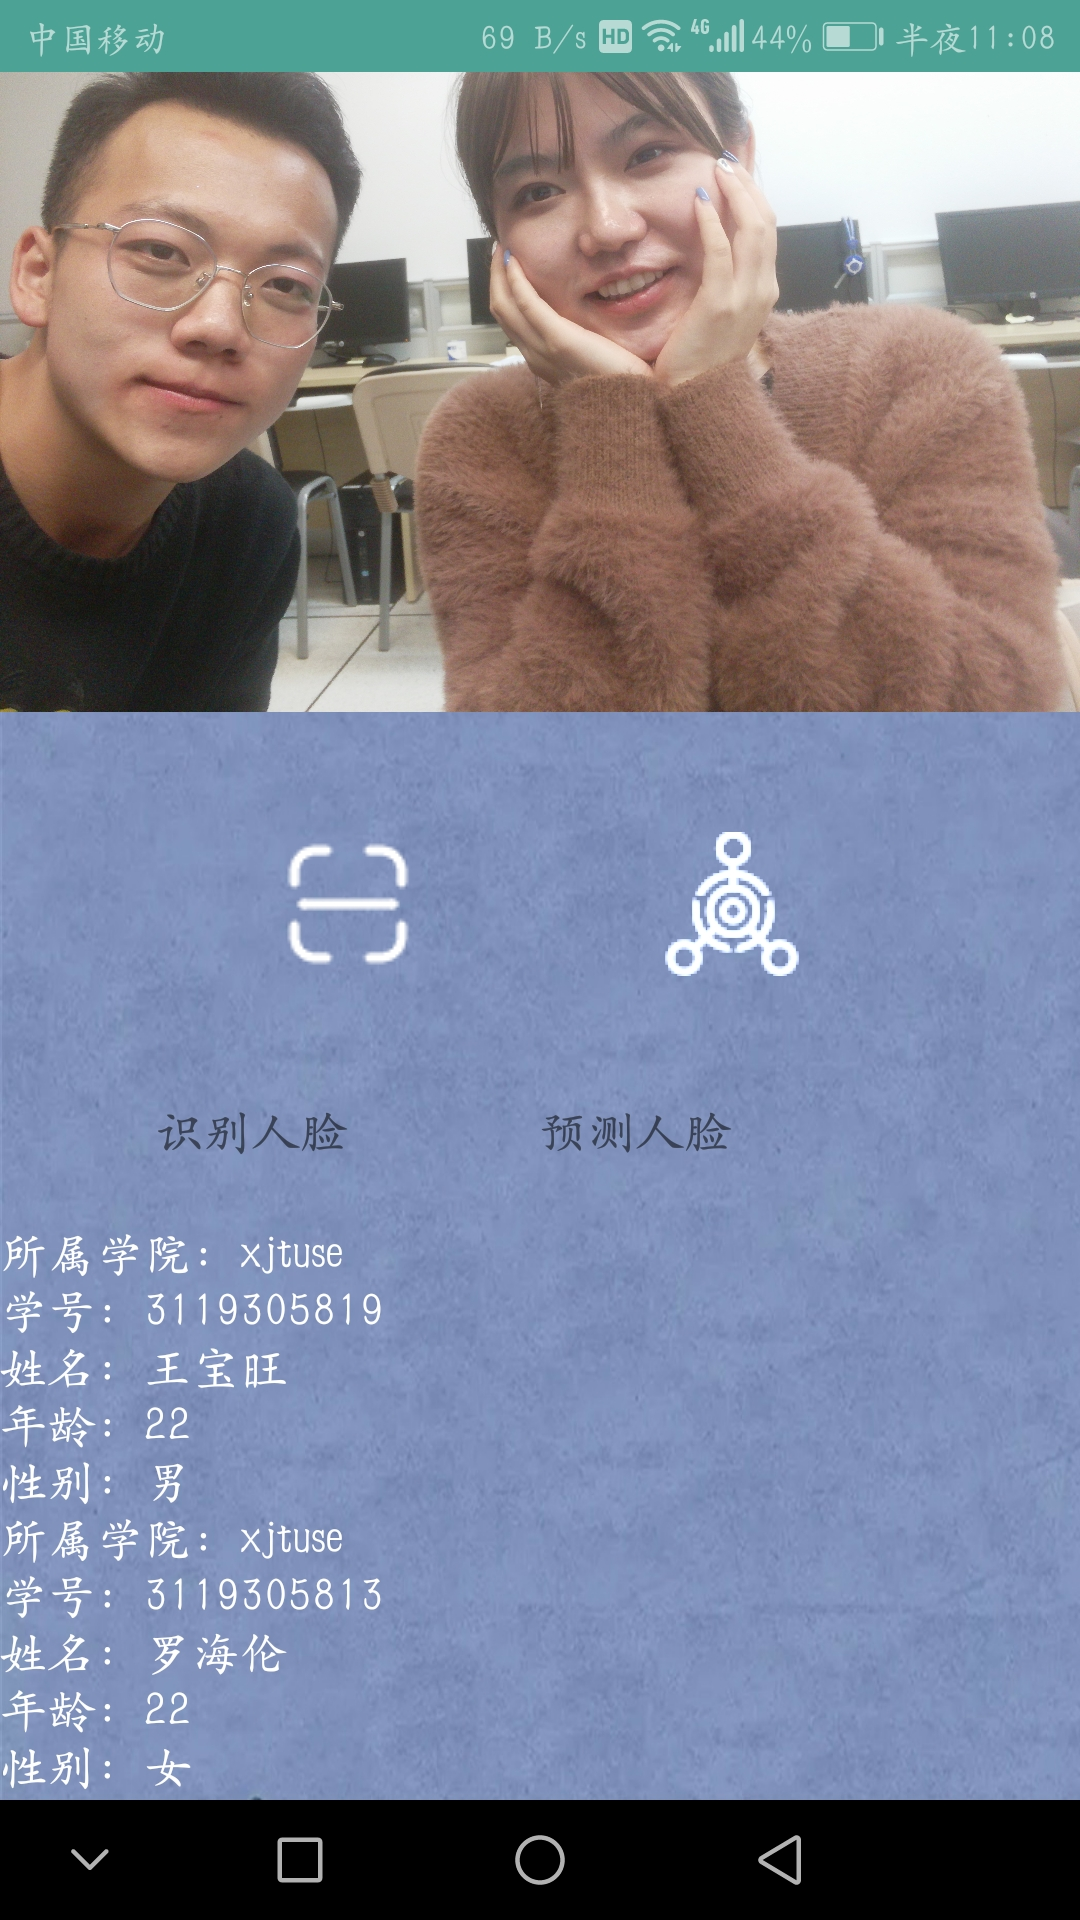 中国移动 69 B/s HD 4G 44% 半夜11:08
识别人脸 预测人脸
所属学院: xjtuse
学号: 3119305819
姓名: 王宝旺
年龄: 22
性别: 男
所属学院: xjtuse
学号: 3119305813
姓名: 罗海伦
年龄: 22
性别: 女